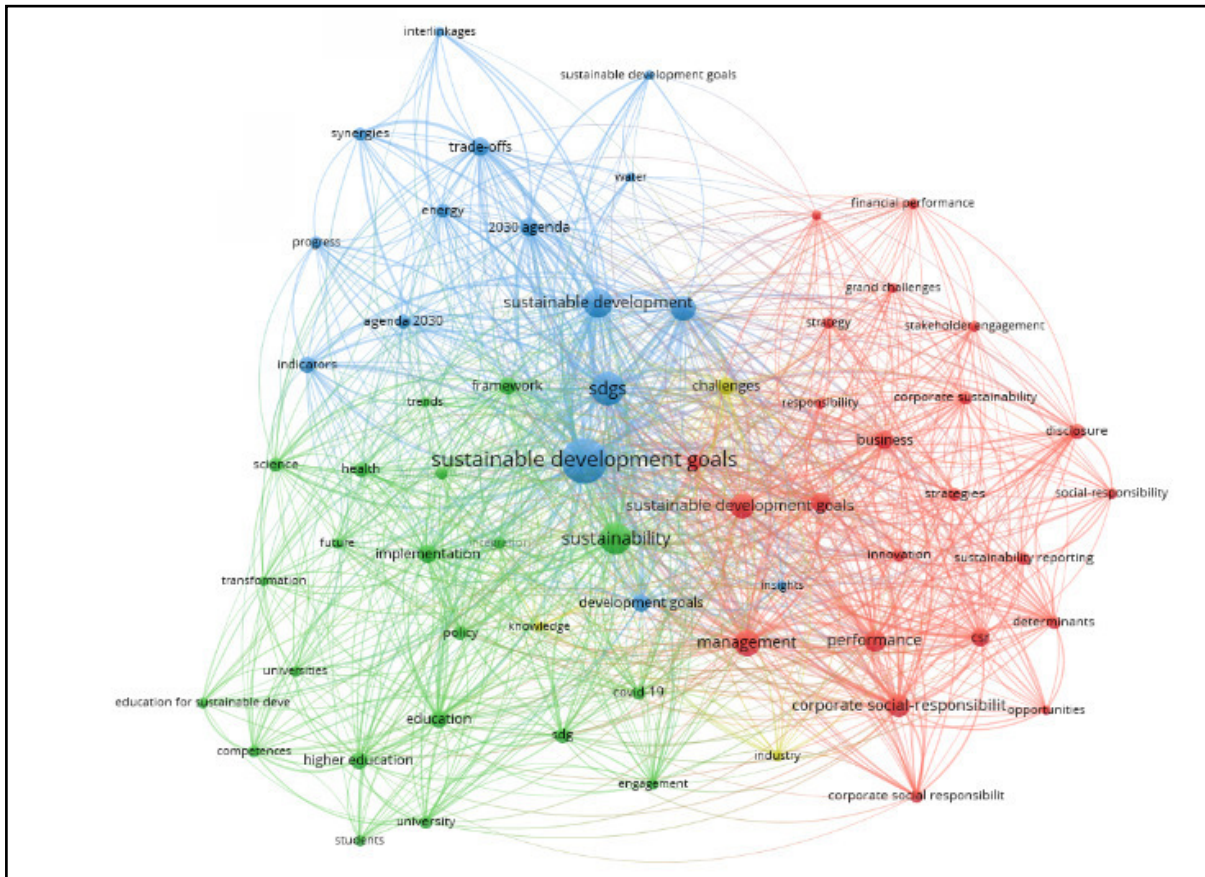 interlinkages
sustainable development goals
synergies
trade-offs
water
financial performance
energy
2030 agenda
progress
grand challenges
sustainable development
agenda 2030
strategy
stakeholder engagement
indicators
framework
sdgs
challenges
trends
responsibility
corporate sustainability
business
disclosure
sustainable development goals
science
health
strategies
social-responsibility
sustainable development goals
sustainability
future
integration
implementation
innovation
sustainability reporting
transformation
insights
development goals
knowledge
policy
management
performance
csr
determinants
universities
covid-19
education for sustainable deve
corporate social-responsibilit
opportunities
education
sdg
competences
higher education
industry
engagement
corporate social responsibilit
university
students